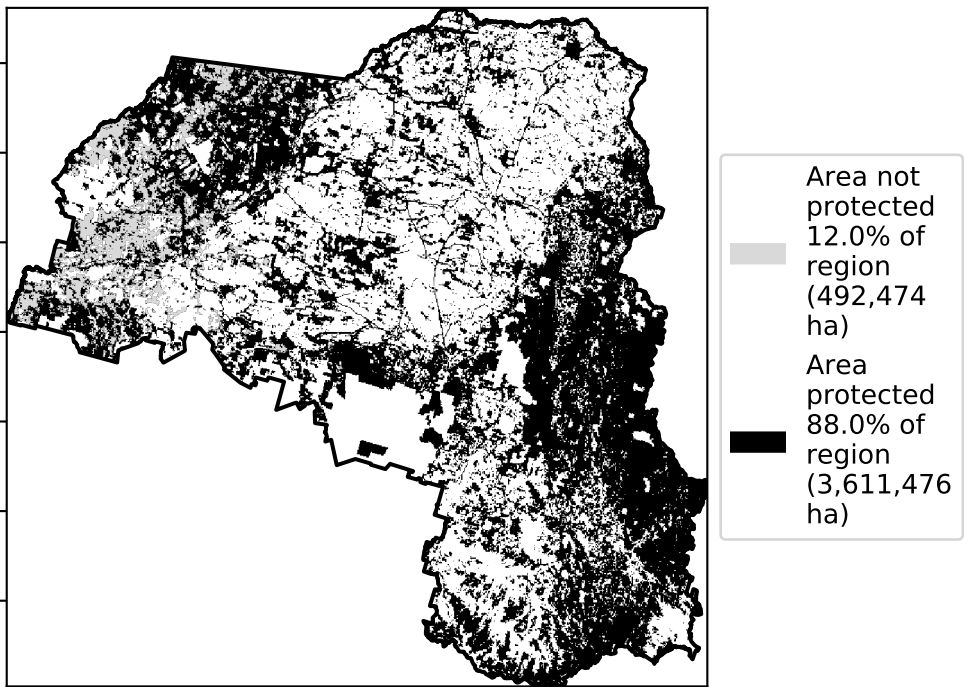 Area not
protected
12.0% of
region
(492,474
ha)
Area
protected
88.0% of
region
(3,611,476
ha)